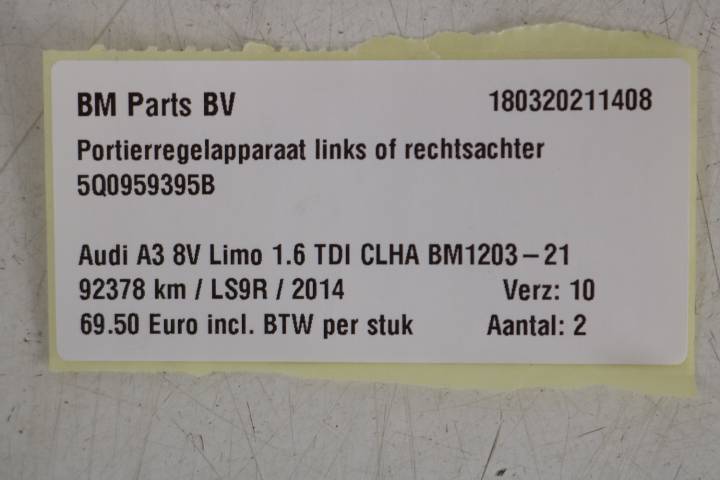 BM Parts BV 180320211408
Portierregelapparaat links of rechtsachter
5Q0959395B
Audi A3 8V Limo 1.6 TDI CLHA BM1203-21
92378 km / LS9R / 2014 Verz: 10
69.50 Euro incl. BTW per stuk Aantal: 2